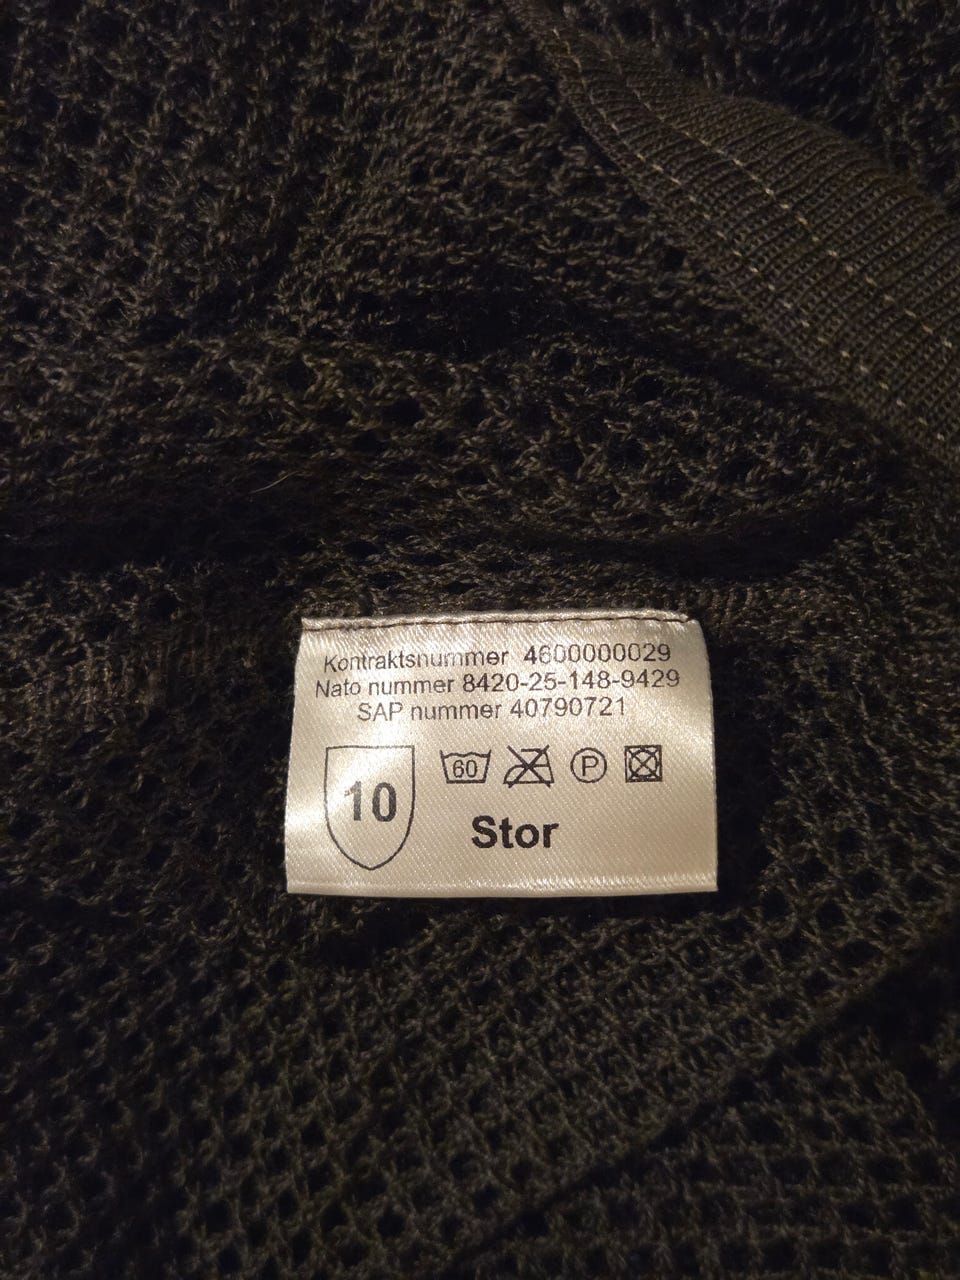 Kontraktsnummer 4600000029
Nato nummer 8420-25-148-9429
SAP nummer 40790721
10
60
P
Stor